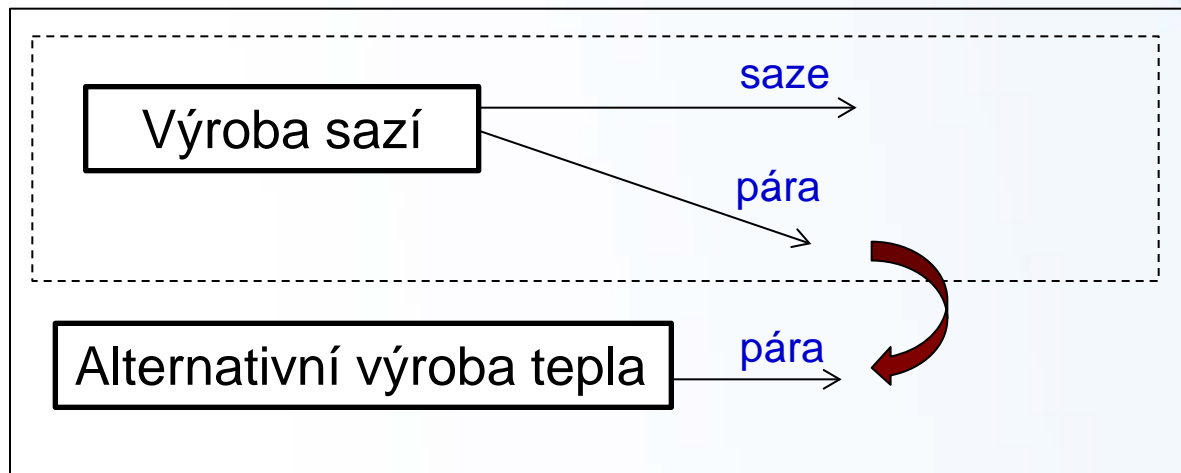 saze
Výroba sazí
pára
Alternativní výroba tepla
pára